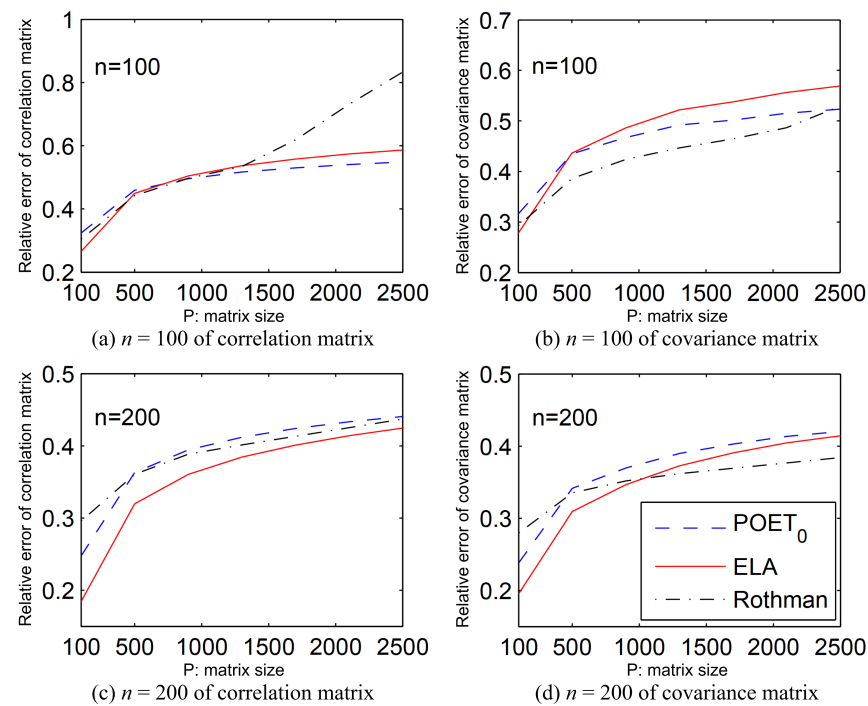 Relative error of correlation matrix
1
0.8
0.6
0.4
0.2
n=100
100 500 1000 1500 2000 2500
P: matrix size
(a) n = 100 of correlation matrix
Relative error of covariance matrix
0.7
0.6
0.5
0.4
0.3
0.2
n=100
100 500 1000 1500 2000 2500
P: matrix size
(b) n = 100 of covariance matrix
Relative error of correlation matrix
0.5
0.4
0.3
0.2
n=200
100 500 1000 1500 2000 2500
P: matrix size
(c) n = 200 of correlation matrix
Relative error of covariance matrix
0.5
0.4
0.3
0.2
n=200
POET₀
ELA
Rothman
100 500 1000 1500 2000 2500
P: matrix size
(d) n = 200 of covariance matrix